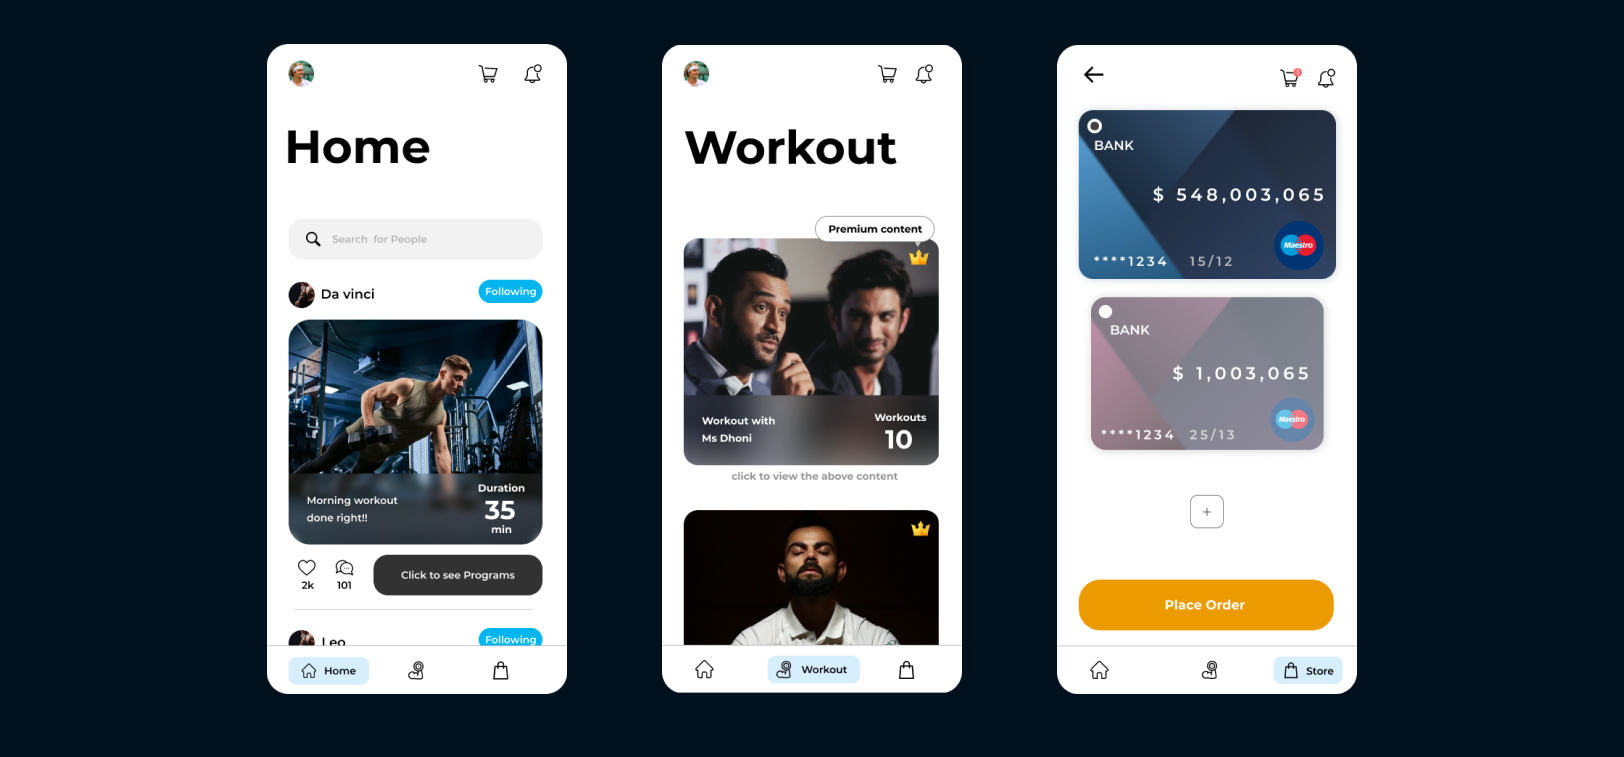 Home
Search for People
Da vinci
Following
Morning workout
done right!!
Duration
35
min
2k
101
Click to see Programs
Leo
Following
Home
Workout
Premium content
Workout with
Ms Dhoni
Workouts
10
click to view the above content
Workout
BANK
$ 548,003,065
Maestro
****1234 15/12
BANK
$ 1,003,065
Maestro
****1234 25/13
+
Place Order
Store